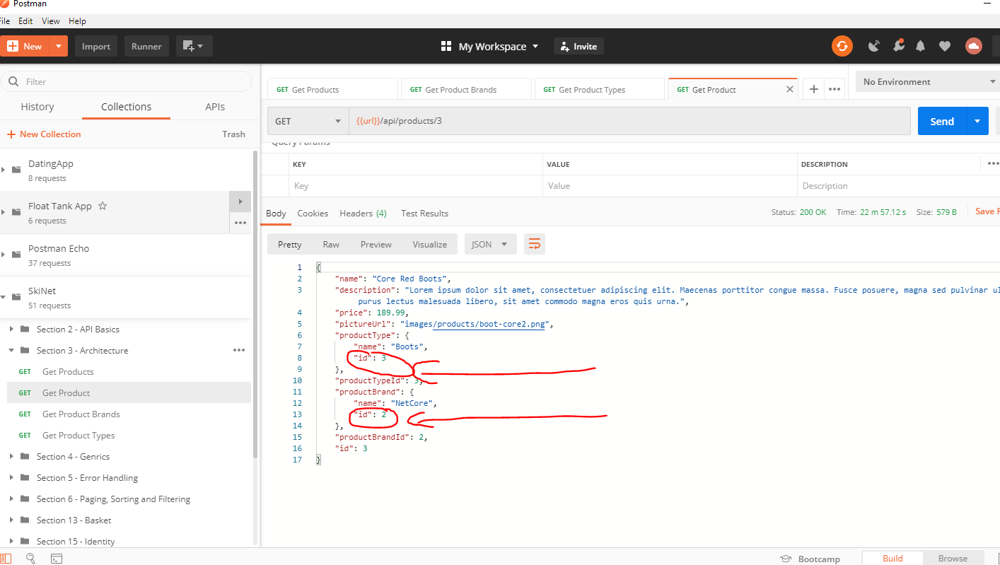 Postman
File Edit View Help
New Import Runner My Workspace Invite
Filter
History Collections APIs
New Collection Trash
DatingApp
8 requests
Float Tank App
6 requests
Postman Echo
37 requests
SkiNet
51 requests
Section 2 - API Basics
Section 3 - Architecture
GET Get Products
GET Get Product
GET Get Product Brands
GET Get Product Types
Section 4 - Genrics
Section 5 - Error Handling
Section 6 - Paging, Sorting and Filtering
Section 13 - Basket
Section 15 - Identity
GET Get Products GET Get Product Brands GET Get Product Types GET Get Product No Environment
GET {{url}}/api/products/3 Send
Query Params
KEY VALUE DESCRIPTION
Key Value Description
Body Cookies Headers (4) Test Results Status: 200 OK Time: 22 m 57.12 s Size: 579 B Save
Pretty Raw Preview Visualize JSON
1 {
2 "name": "Core Red Boots",
3 "description": "Lorem ipsum dolor sit amet, consectetuer adipiscing elit. Maecenas porttitor congue massa. Fusce posuere, magna sed pulvinar ul
purus lectus malesuada libero, sit amet commodo magna eros quis urna.",
4 "price": 189.99,
5 "pictureUrl": "images/products/boot-core2.png",
6 "productType": {
7 "name": "Boots",
8 "id": 3
9 },
10 "productTypeId": 3,
11 "productBrand": {
12 "name": "NetCore",
13 "id": 2
14 },
15 "productBrandId": 2,
16 "id": 3
17 }
Bootcamp Build Browse